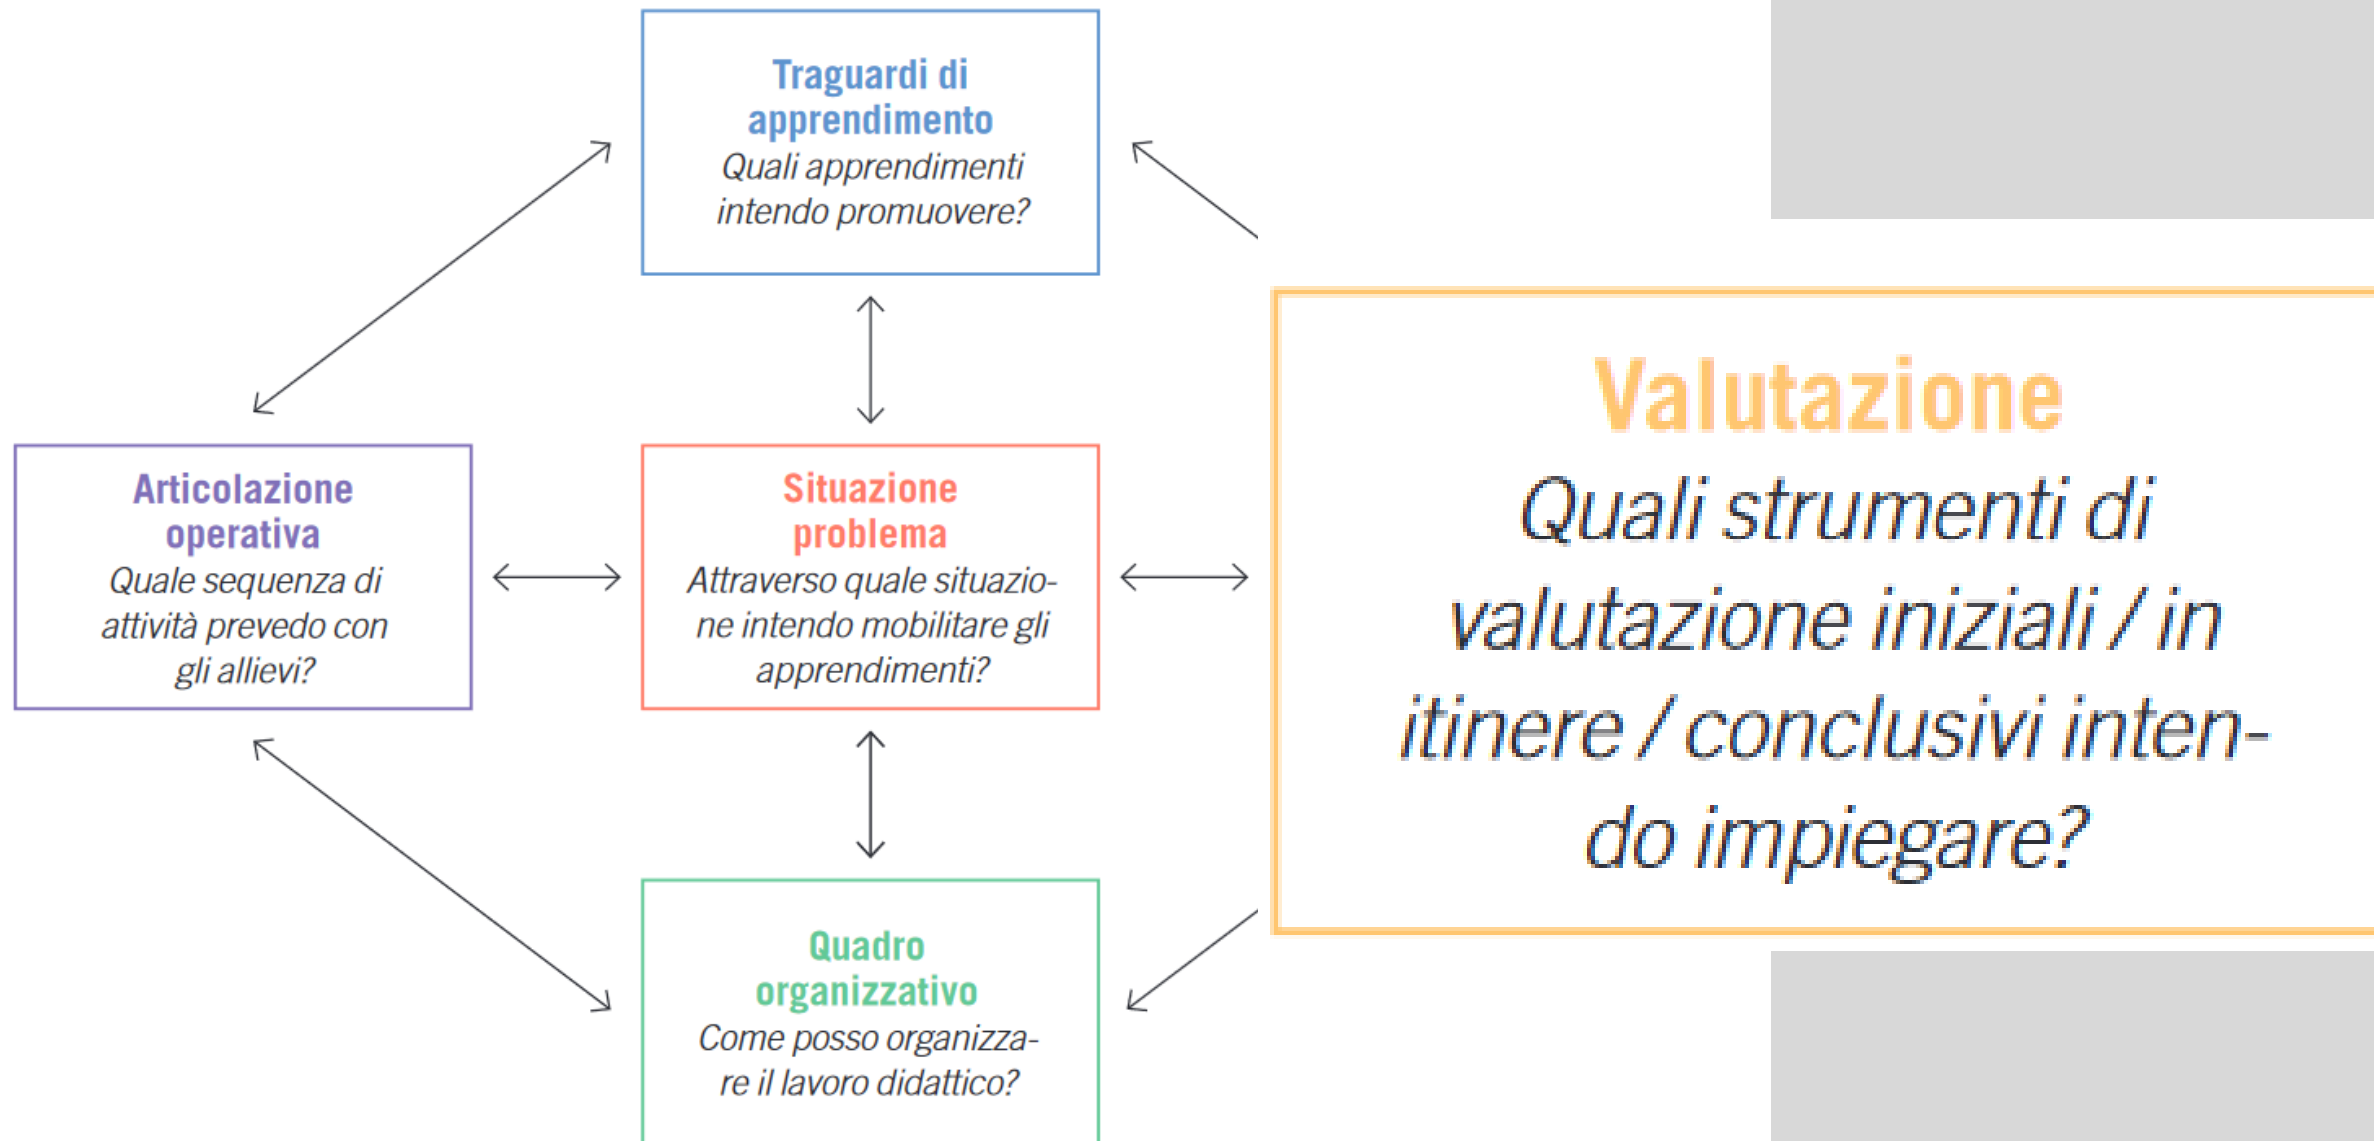 Traguardi di
apprendimento
Quali apprendimenti
intendo promuovere?
Articolazione
operativa
Quale sequenza di
attività prevedo con
gli allievi?
Situazione
problema
Attraverso quale situazio-
ne intendo mobilitare gli
apprendimenti?
Valutazione
Quali strumenti di
valutazione iniziali / in
itinere / conclusivi inten-
do impiegare?
Quadro
organizzativo
Come posso organizza-
re il lavoro didattico?